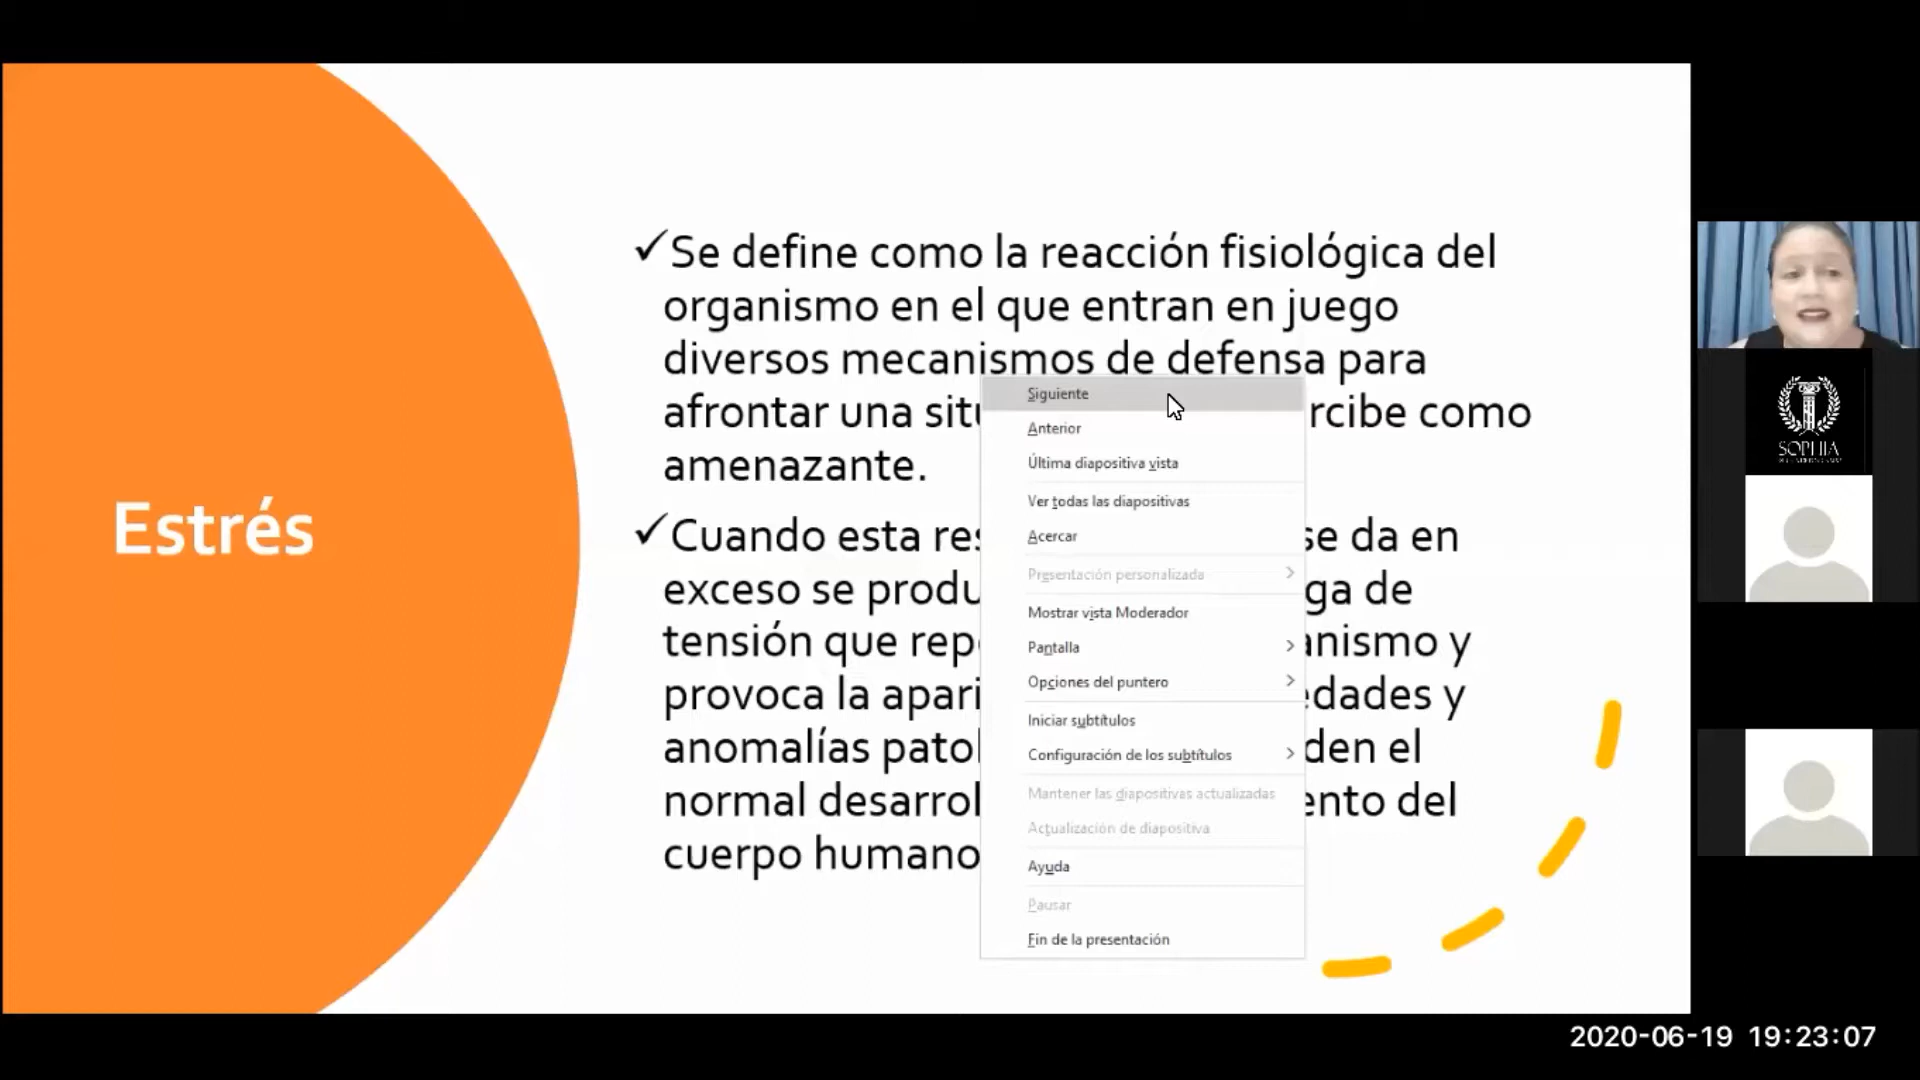 Estrés
✓Se define como la reacción fisiológica del
organismo en el que entran en juego
diversos mecanismos de defensa para
afrontar una situ rcibe como
amenazante.
✓Cuando esta res se da en
exceso se produ ga de
tensión que rep anismo y
provoca la apari edades y
anomalías patol den el
normal desarrol ento del
cuerpo humano
Siguiente
Anterior
Última diapositiva vista
Ver todas las diapositivas
Acercar
Presentación personalizada
Mostrar vista Moderador
Pantalla
Opciones del puntero
Iniciar subtítulos
Configuración de los subtítulos
Mantener las diapositivas actualizadas
Actualización de diapositiva
Ayuda
Pausar
Fin de la presentación
SOPHIA
2020-06-19 19:23:07